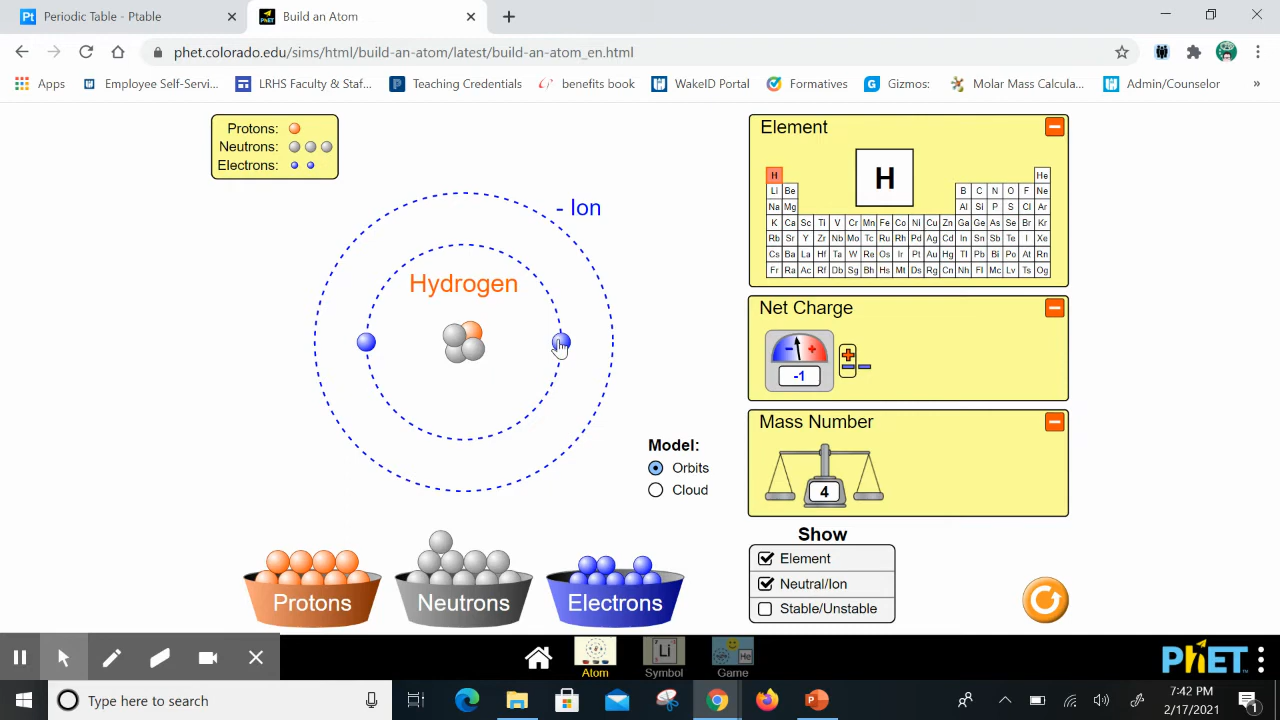 Pt Periodic Table - Ptable
PhET Build an Atom
phet.colorado.edu/sims/html/build-an-atom/latest/build-an-atom_en.html
Apps Employee Self-Servi... LRHS Faculty & Staf... Teaching Credentials benefits book WakeID Portal Formatives G Gizmos: Molar Mass Calcula... Admin/Counselor »
Protons:
Neutrons:
Electrons:
- Ion
Hydrogen
Element
H
H He
Li Be B C N O F Ne
Na Mg Al Si P S Cl Ar
K Ca Sc Ti V Cr Mn Fe Co Ni Cu Zn Ga Ge As Se Br Kr
Rb Sr Y Zr Nb Mo Tc Ru Rh Pd Ag Cd In Sn Sb Te I Xe
Cs Ba La Hf Ta W Re Os Ir Pt Au Hg Tl Pb Bi Po At Rn
Fr Ra Ac Rf Db Sg Bh Hs Mt Ds Rg Cn Nh Fl Mc Lv Ts Og
Net Charge
- +
-1
Mass Number
4
Model:
Orbits
Cloud
Show
Element
Neutral/Ion
Stable/Unstable
Protons Neutrons Electrons
Li He
Atom Symbol Game
PhET
Type here to search
7:42 PM
2/17/2021
1